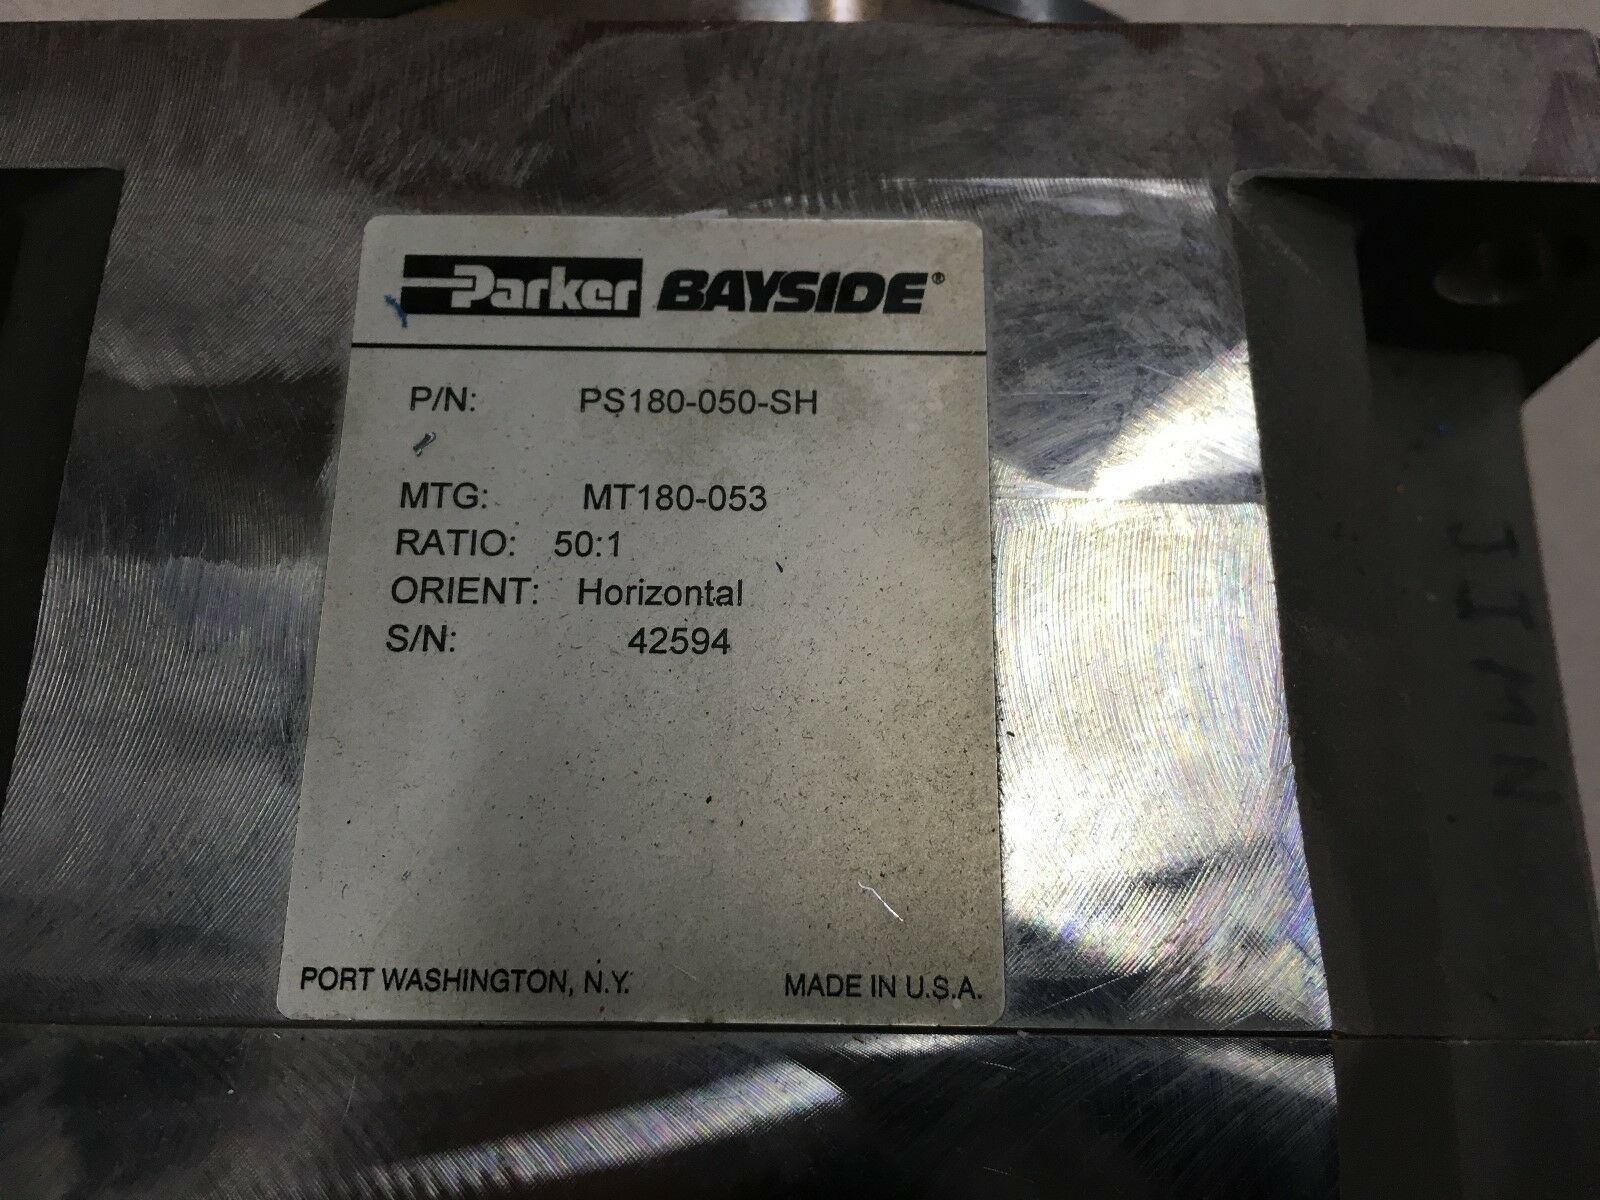 Parker BAYSIDE®
P/N: PS180-050-SH
MTG: MT180-053
RATIO: 50:1
ORIENT: Horizontal
S/N: 42594
PORT WASHINGTON, N.Y. MADE IN U.S.A.